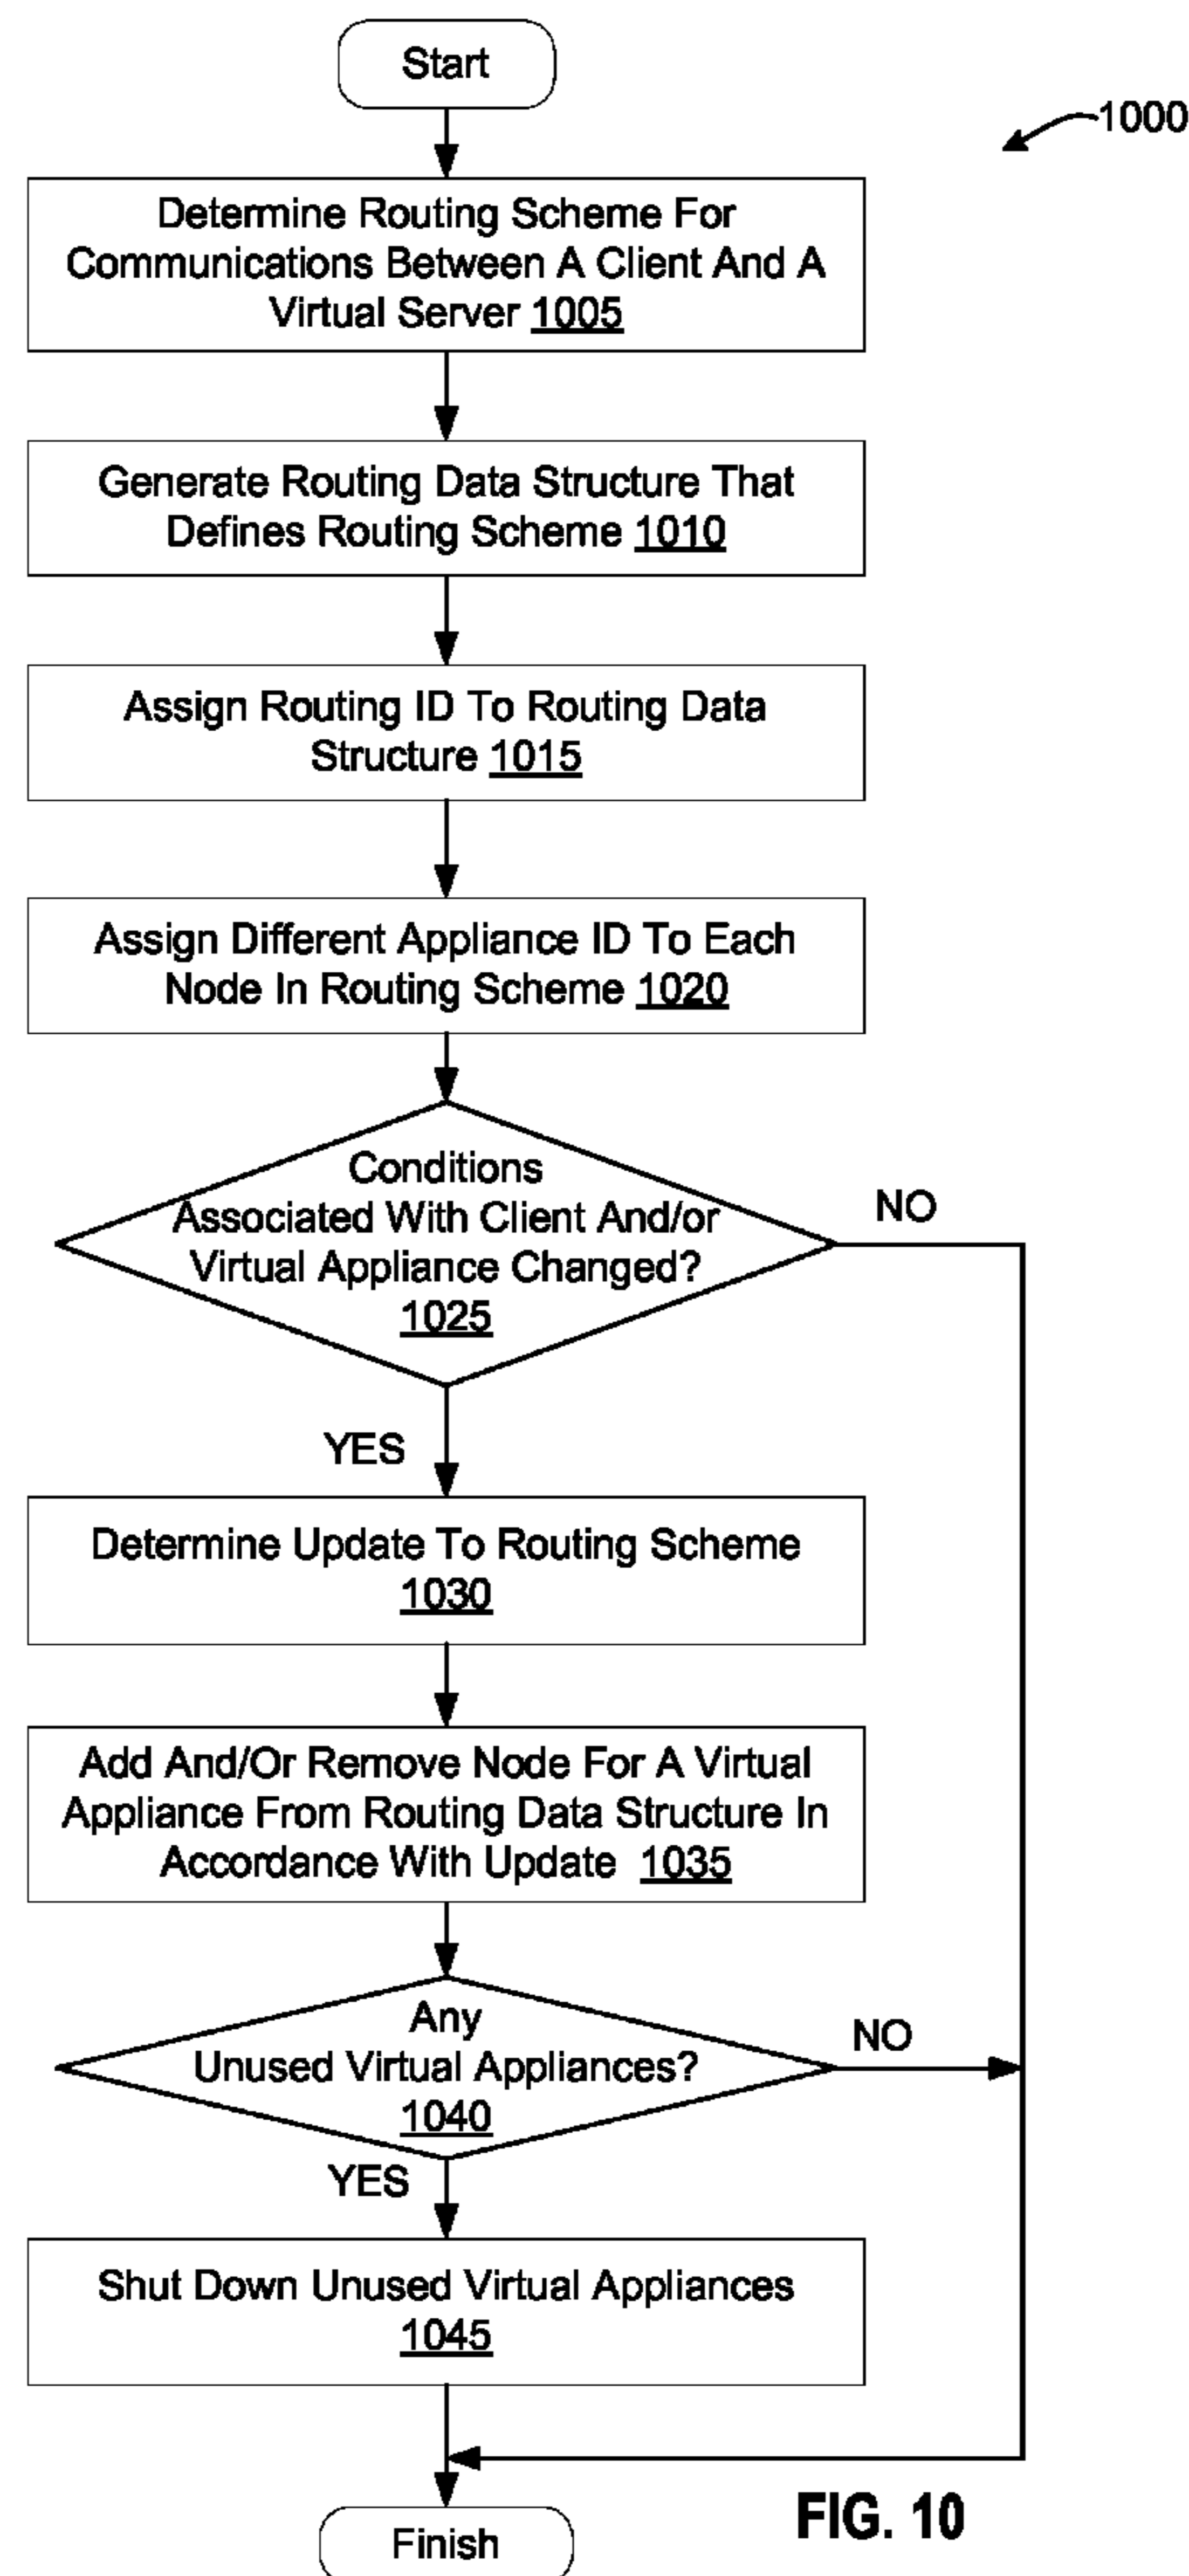 Start
1000
Determine Routing Scheme For
Communications Between A Client And A
Virtual Server 1005
Generate Routing Data Structure That
Defines Routing Scheme 1010
Assign Routing ID To Routing Data
Structure 1015
Assign Different Appliance ID To Each
Node In Routing Scheme 1020
Conditions
Associated With Client And/or
Virtual Appliance Changed?
1025
NO
YES
Determine Update To Routing Scheme
1030
Add And/Or Remove Node For A Virtual
Appliance From Routing Data Structure In
Accordance With Update 1035
Any
Unused Virtual Appliances?
1040
NO
YES
Shut Down Unused Virtual Appliances
1045
Finish
FIG. 10